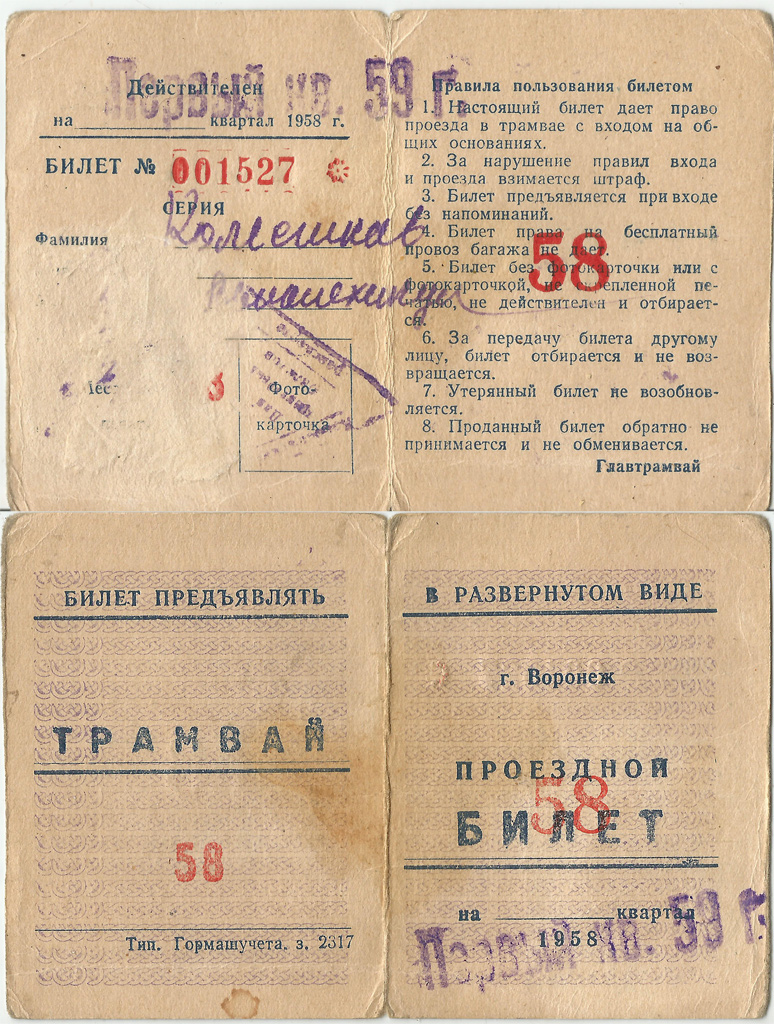 Первый кв. 59 г.
Действителен
на квартал 1958 г.
БИЛЕТ № 001527
СЕРИЯ
Фамилия
Фото-
карточка
Правила пользования билетом
1. Настоящий билет дает право
проезда в трамвае с входом на об-
щих основаниях.
2. За нарушение правил входа
и проезда взимается штраф.
3. Билет предъявляется при входе
без напоминаний.
4. Билет права на бесплатный
провоз багажа не дает.
58
5. Билет без фотокарточки или с
фотокарточкой, не скрепленной пе-
чатью, не действителен и отбирает-
ся.
6. За передачу билета другому
лицу, билет отбирается и не воз-
вращается.
7. Утерянный билет не возобнов-
ляется.
8. Проданный билет обратно не
принимается и не обменивается.
Главтрамвай
БИЛЕТ ПРЕДЪЯВЛЯТЬ
ТРАМВАЙ
58
Тип. Гормашучета. з. 2317
В РАЗВЕРНУТОМ ВИДЕ
г. Воронеж
ПРОЕЗДНОЙ
58
БИЛЕТ
на квартал
1958
Первый кв. 59 г.